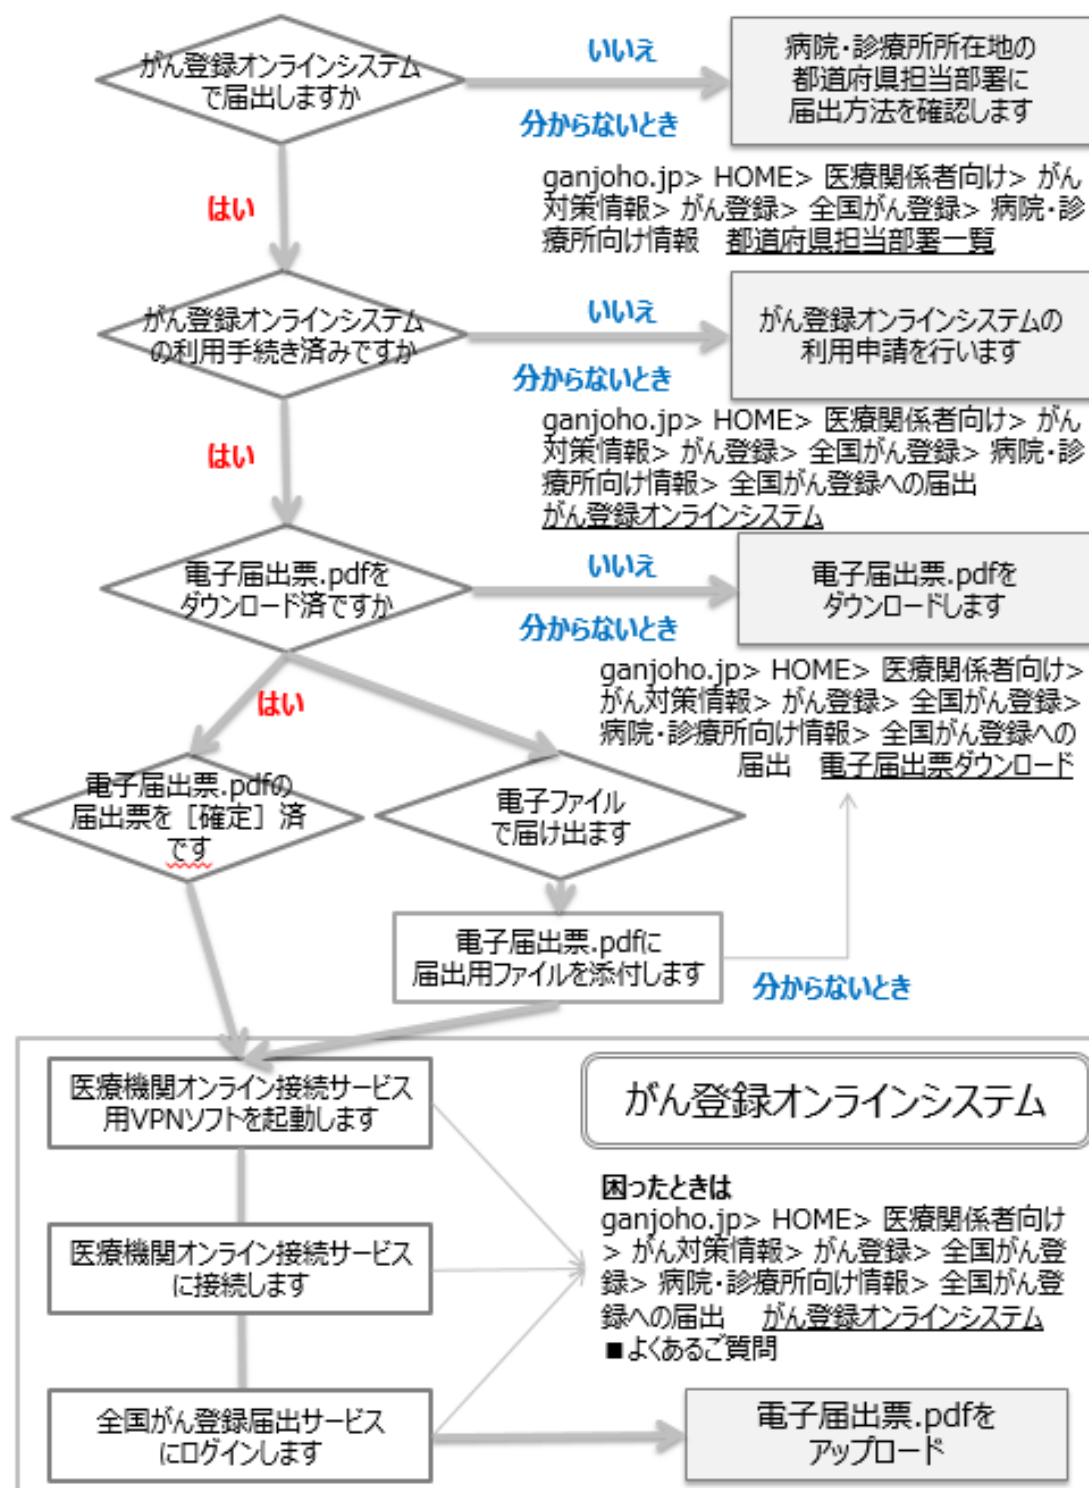 がん登録オンラインシステム
で届出しますか
いいえ
分からないとき
病院・診療所所在地の
都道府県担当部署に
届出方法を確認します
はい
ganjoho.jp> HOME> 医療関係者向け> がん
対策情報> がん登録> 全国がん登録> 病院・診
療所向け情報　都道府県担当部署一覧
がん登録オンラインシステム
の利用手続き済みですか
いいえ
分からないとき
がん登録オンラインシステムの
利用申請を行います
はい
ganjoho.jp> HOME> 医療関係者向け> がん
対策情報> がん登録> 全国がん登録> 病院・診
療所向け情報> 全国がん登録への届出
がん登録オンラインシステム
電子届出票.pdfを
ダウンロード済ですか
いいえ
分からないとき
電子届出票.pdfを
ダウンロードします
はい
ganjoho.jp> HOME> 医療関係者向け>
がん対策情報> がん登録> 全国がん登録>
病院・診療所向け情報> 全国がん登録への
届出　電子届出票ダウンロード
電子届出票.pdfの
届出票を［確定］済
です
電子ファイル
で届け出ます
電子届出票.pdfに
届出用ファイルを添付します
分からないとき
医療機関オンライン接続サービス
用VPNソフトを起動します
がん登録オンラインシステム
医療機関オンライン接続サービス
に接続します
困ったときは
ganjoho.jp> HOME> 医療関係者向け
> がん対策情報> がん登録> 全国がん登
録> 病院・診療所向け情報> 全国がん登
録への届出　がん登録オンラインシステム
■よくあるご質問
全国がん登録届出サービス
にログインします
電子届出票.pdfを
アップロード